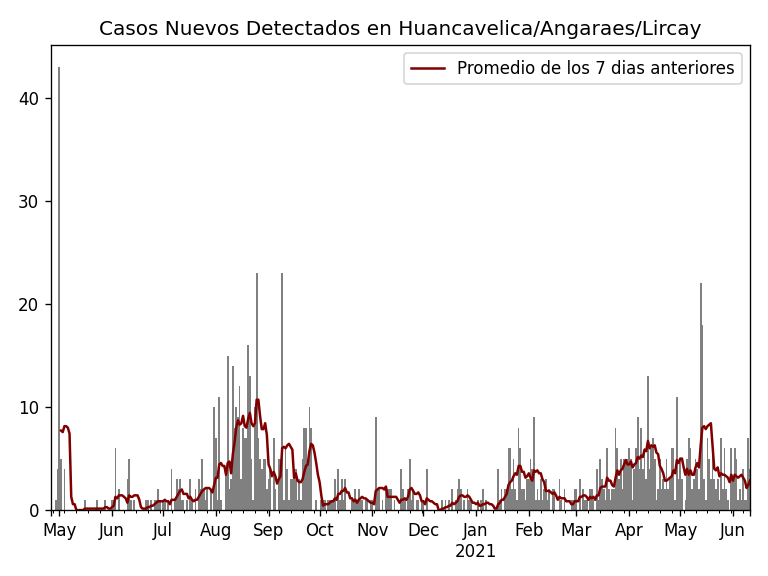 Casos Nuevos Detectados en Huancavelica/Angaraes/Lircay
Promedio de los 7 dias anteriores
40
30
20
10
0
May Jun Jul Aug Sep Oct Nov Dec Jan Feb Mar Apr May Jun
2021